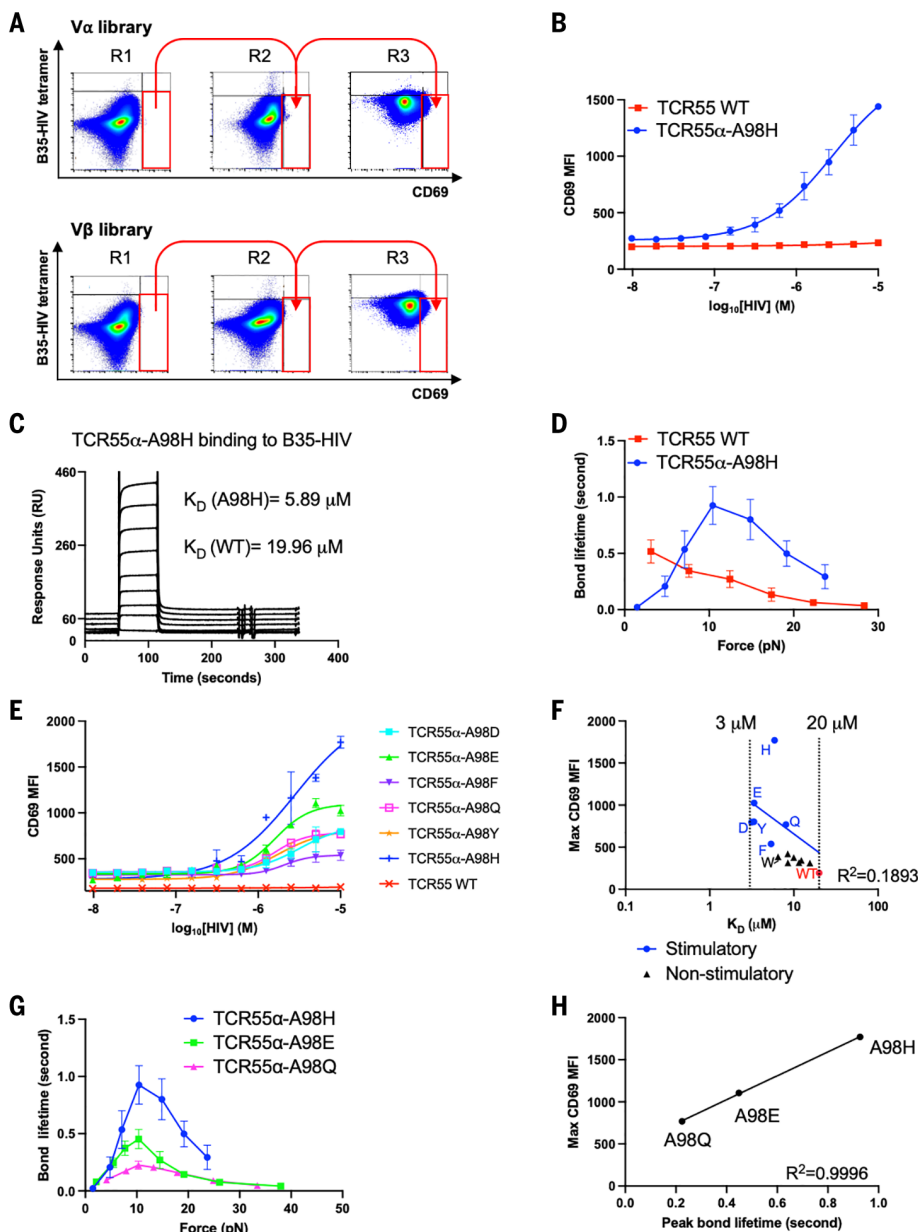 A
Vα library
R1 R2 R3
B35-HIV tetramer
CD69
Vβ library
R1 R2 R3
B35-HIV tetramer
CD69
B
TCR55 WT
TCR55α-A98H
CD69 MFI
1500
1000
500
0
-8 -7 -6 -5
log10[HIV] (M)
C
TCR55α-A98H binding to B35-HIV
Response Units (RU)
460
260
60
0
KD (A98H)= 5.89 μM
KD (WT)= 19.96 μM
0 100 200 300 400
Time (seconds)
D
TCR55 WT
TCR55α-A98H
Bond lifetime (second)
1.5
1.0
0.5
0.0
0 10 20 30
Force (pN)
E
CD69 MFI
2000
1500
1000
500
-8 -7 -6 -5
log10[HIV] (M)
TCR55α-A98D
TCR55α-A98E
TCR55α-A98F
TCR55α-A98Q
TCR55α-A98Y
TCR55α-A98H
TCR55 WT
F
3 μM 20 μM
Max CD69 MFI
2000
1500
1000
500
0
H
E
D Y Q
F
W
WT
R2=0.1893
0.1 1 10 100
KD (μM)
Stimulatory
Non-stimulatory
G
TCR55α-A98H
TCR55α-A98E
TCR55α-A98Q
Bond lifetime (second)
1.5
1.0
0.5
0.0
0 10 20 30 40 50
Force (pN)
H
Max CD69 MFI
2000
1500
1000
500
0
A98H
A98E
A98Q
R2=0.9996
0.0 0.2 0.4 0.6 0.8 1.0
Peak bond lifetime (second)